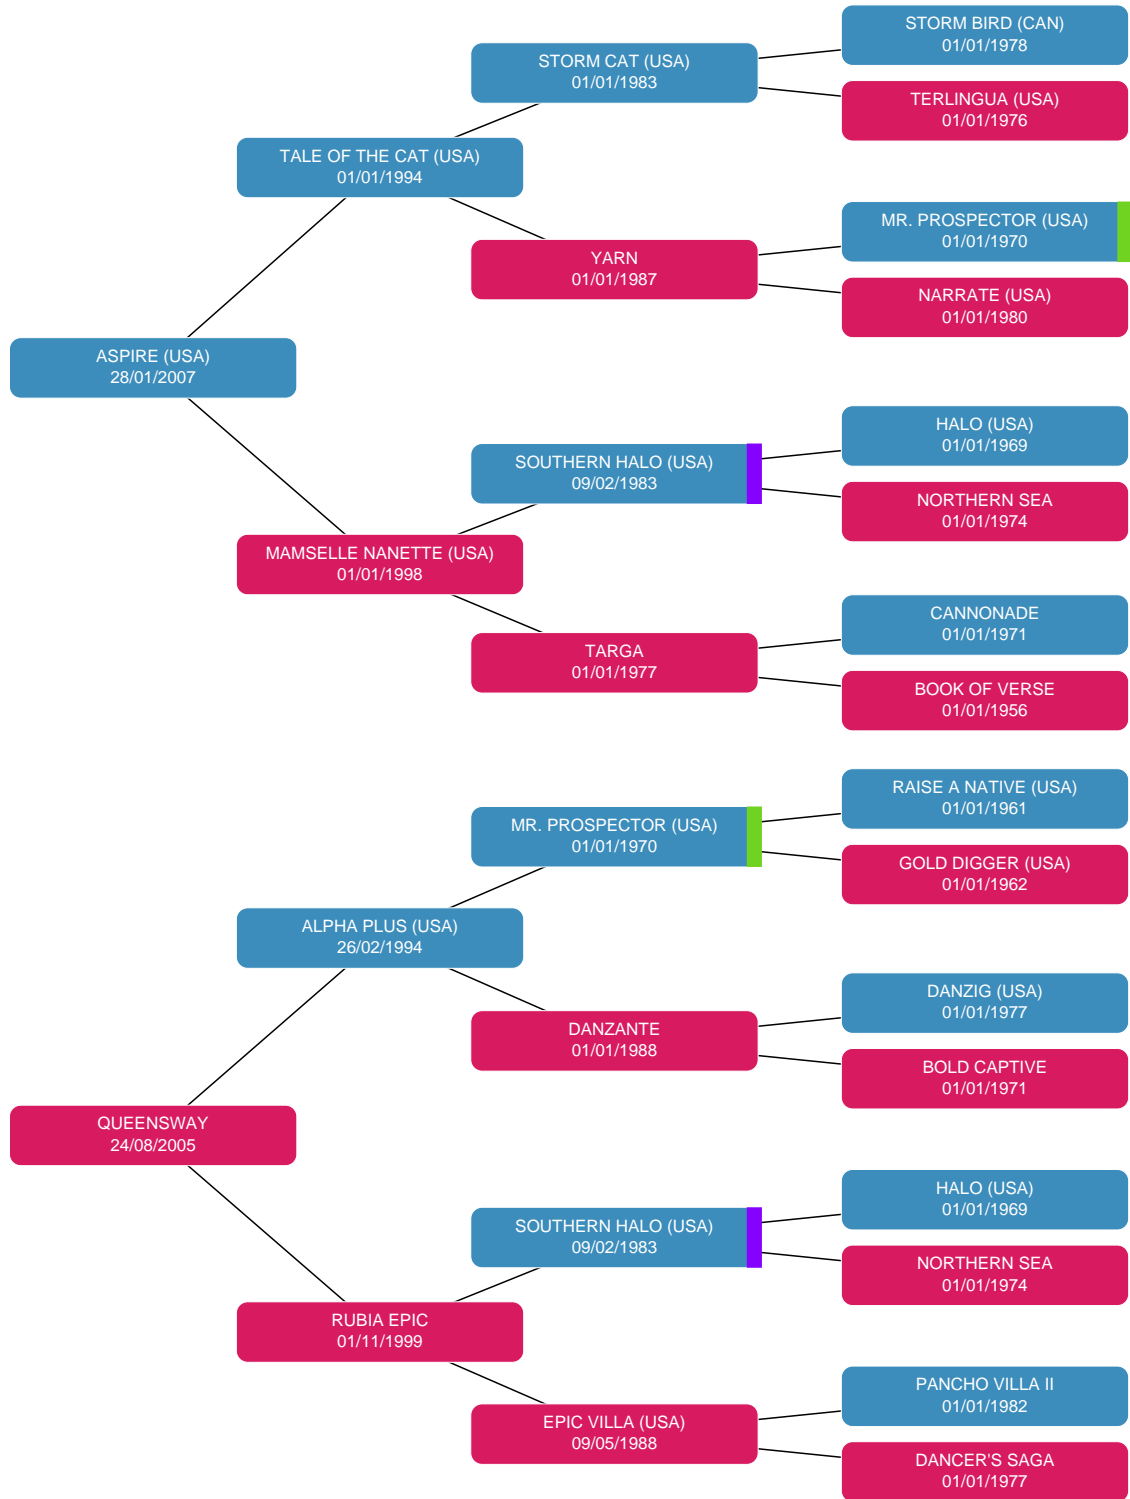 STORM BIRD (CAN)
01/01/1978
STORM CAT (USA)
01/01/1983
TERLINGUA (USA)
01/01/1976
TALE OF THE CAT (USA)
01/01/1994
MR. PROSPECTOR (USA)
01/01/1970
YARN
01/01/1987
NARRATE (USA)
01/01/1980
ASPIRE (USA)
28/01/2007
HALO (USA)
01/01/1969
SOUTHERN HALO (USA)
09/02/1983
NORTHERN SEA
01/01/1974
MAMSELLE NANETTE (USA)
01/01/1998
CANNONADE
01/01/1971
TARGA
01/01/1977
BOOK OF VERSE
01/01/1956
RAISE A NATIVE (USA)
01/01/1961
MR. PROSPECTOR (USA)
01/01/1970
GOLD DIGGER (USA)
01/01/1962
ALPHA PLUS (USA)
26/02/1994
DANZIG (USA)
01/01/1977
DANZANTE
01/01/1988
BOLD CAPTIVE
01/01/1971
QUEENSWAY
24/08/2005
HALO (USA)
01/01/1969
SOUTHERN HALO (USA)
09/02/1983
NORTHERN SEA
01/01/1974
RUBIA EPIC
01/11/1999
PANCHO VILLA II
01/01/1982
EPIC VILLA (USA)
09/05/1988
DANCER'S SAGA
01/01/1977